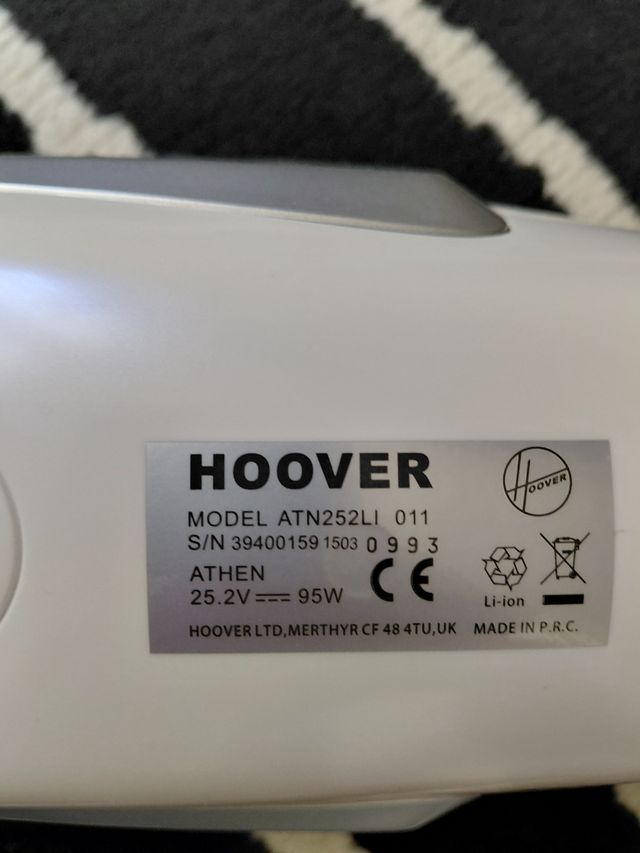 HOOVER
HOOVER
MODEL ATN252LI 011
S/N 39400159 1503 0 9 9 3
ATHEN
CE
25.2V 95W
Li-ion
HOOVER LTD,MERTHYR CF 48 4TU,UK MADE IN P.R.C.